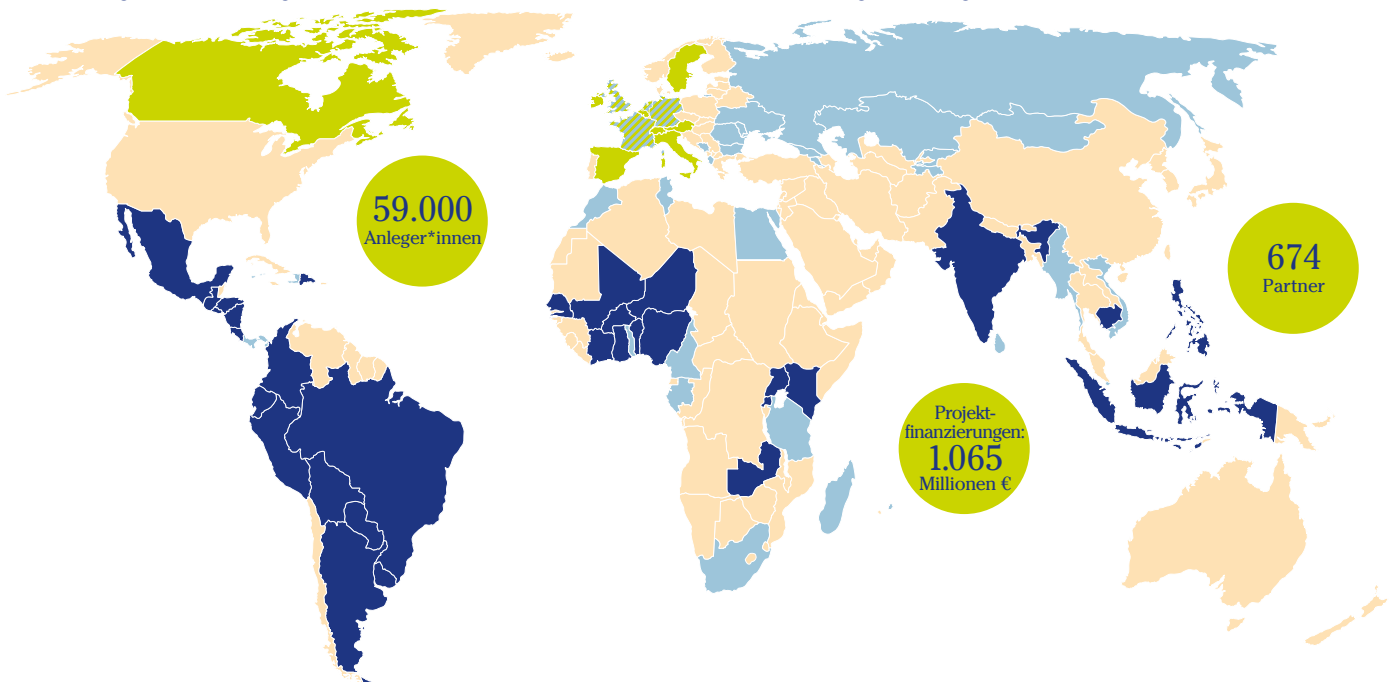 59.000
Anleger*innen
674
Partner
Projekt-
finanzierungen:
1.065
Millionen €